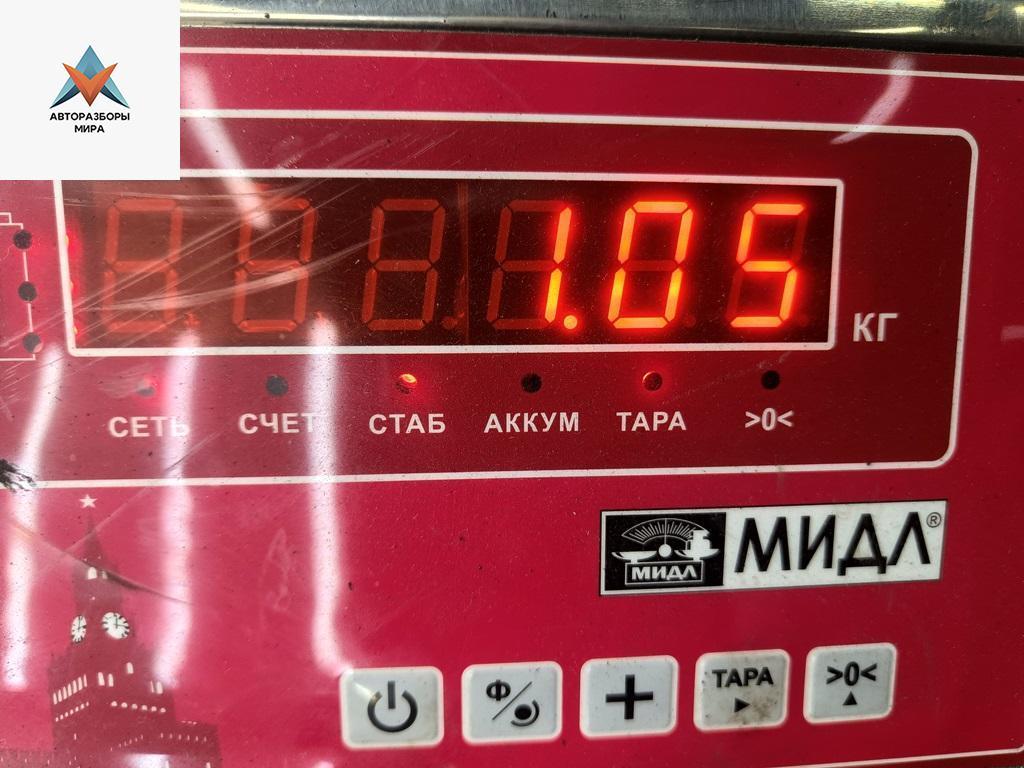 АВТОРАЗБОРЫ
МИРА
1.05
КГ
СЕТЬ СЧЕТ СТАБ АККУМ ТАРА >0<
МИДЛ МИДЛ®
Ф ТАРА >0<